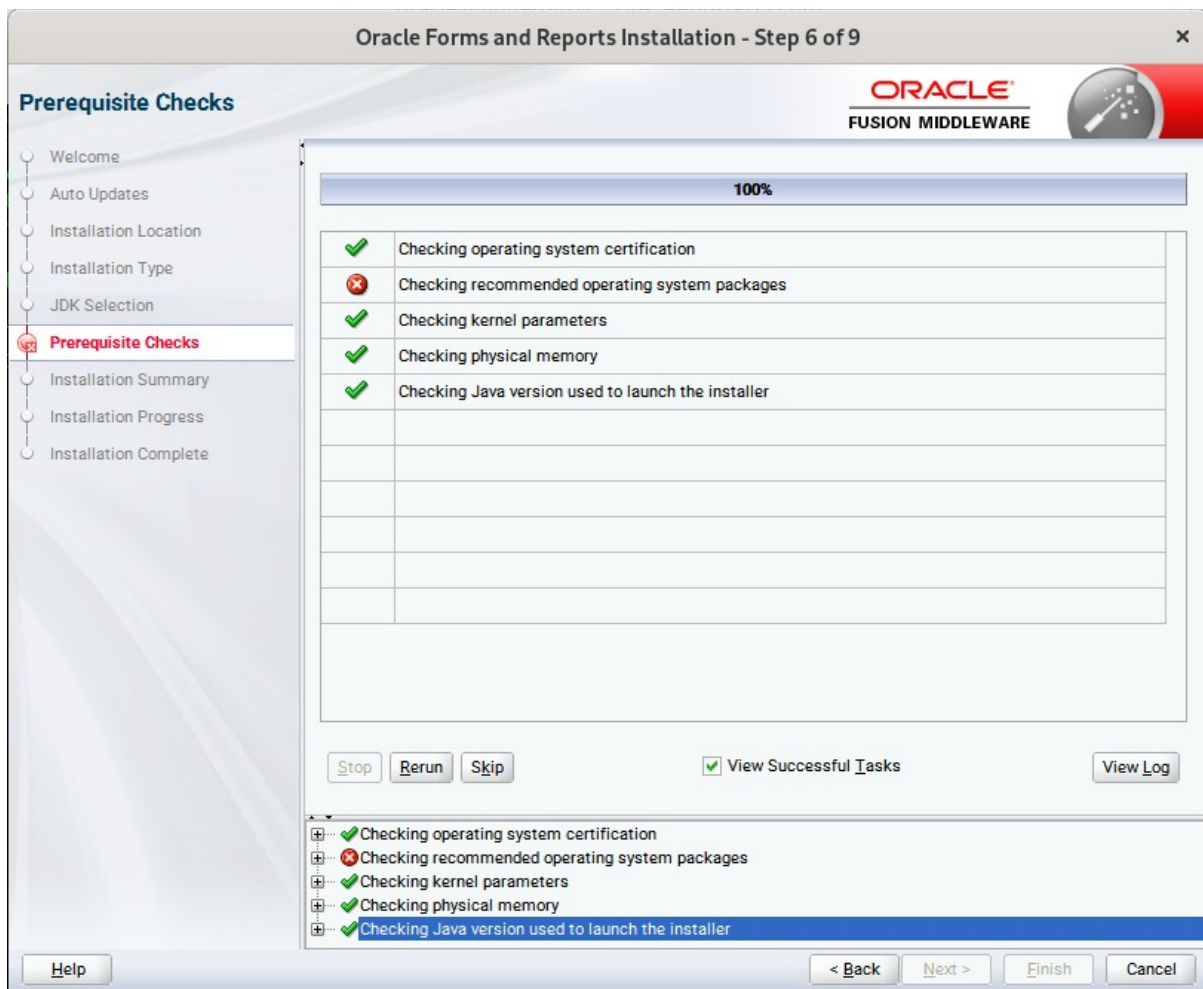 Oracle Forms and Reports Installation - Step 6 of 9
Prerequisite Checks
ORACLE
FUSION MIDDLEWARE
Welcome
Auto Updates
Installation Location
Installation Type
JDK Selection
Prerequisite Checks
Installation Summary
Installation Progress
Installation Complete
100%
Checking operating system certification
Checking recommended operating system packages
Checking kernel parameters
Checking physical memory
Checking Java version used to launch the installer
Stop Rerun Skip View Successful Tasks View Log
Checking operating system certification
Checking recommended operating system packages
Checking kernel parameters
Checking physical memory
Checking Java version used to launch the installer
Help < Back Next > Finish Cancel